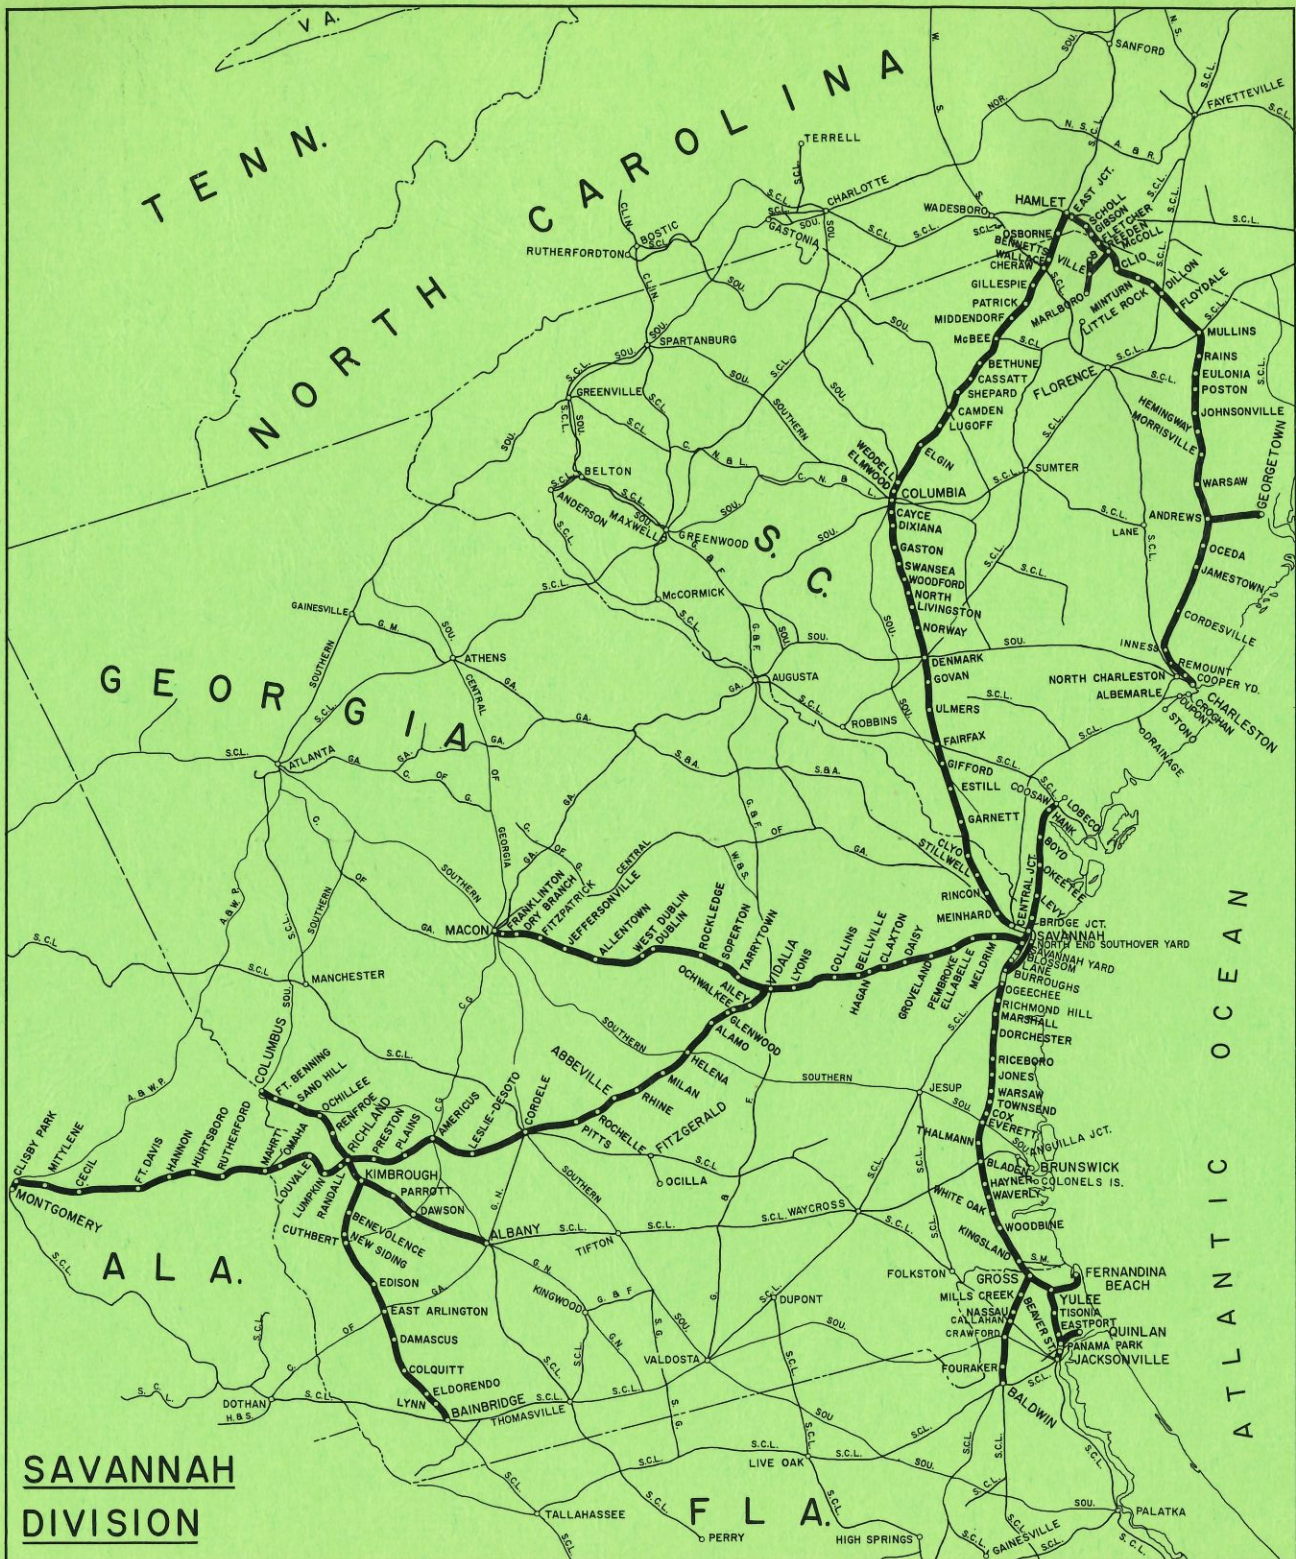 VA.
TENN.
NORTH CAROLINA
S. C.
GEORGIA
ALA.
FLA.
ATLANTIC OCEAN
SANFORD
FAYETTEVILLE
TERRELL
CHARLOTTE
WADESBORO
GASTONIA
BOSTIC
RUTHERFORDTON
SPARTANBURG
GREENVILLE
BELTON
ANDERSON
MAXWELL
GREENWOOD
McCORMICK
GAINESVILLE
ATHENS
AUGUSTA
ROBBINS
ATLANTA
FLORENCE
SUMTER
LANE
HAMLET
EAST JCT.
SCHOLL
GIBSON
FLETCHER
BREEDEN
McCOLL
CLIO
MINTURN
LITTLE ROCK
DILLON
FLOYDALE
MULLINS
RAINS
EULONIA
POSTON
JOHNSONVILLE
HEMINGWAY
MORRISVILLE
WARSAW
ANDREWS
GEORGETOWN
OCEDA
JAMESTOWN
CORDESVILLE
INNESS
REMOUNT
COOPER YD.
NORTH CHARLESTON
ALBEMARLE
CHARLESTON
CROGHAN
DUPONT
STONO
DRAINAGE
OSBORNE
BENNETTSVILLE
WALLACE
CHERAW
MARLBORO
GILLESPIE
PATRICK
MIDDENDORF
McBEE
BETHUNE
CASSATT
SHEPARD
CAMDEN
LUGOFF
ELGIN
WEDDELL
ELMWOOD
COLUMBIA
CAYCE
DIXIANA
GASTON
SWANSEA
WOODFORD
NORTH
LIVINGSTON
NORWAY
DENMARK
GOVAN
ULMERS
FAIRFAX
GIFFORD
ESTILL
GARNETT
CLYO
STILLWELL
RINCON
MEINHARD
CENTRAL JCT.
COOSAW
LOBECO
HANK
BOYD
OKEETEE
LEVY
BRIDGE JCT.
SAVANNAH
NORTH END SOUTHOVER YARD
SAVANNAH YARD
BLOSSOM
LANE
BURROUGHS
OGEECHEE
RICHMOND HILL
MARSHALL
DORCHESTER
RICEBORO
JONES
WARSAW
TOWNSEND
COX
EVERETT
THALMANN
ANGUILLA JCT.
BLADEN
BRUNSWICK
HAYNER
COLONELS IS.
WAVERLY
WHITE OAK
WOODBINE
KINGSLAND
GROSS
FERNANDINA
BEACH
YULEE
TISONIA
EASTPORT
QUINLAN
PANAMA PARK
JACKSONVILLE
BEAVER ST.
MILLS CREEK
NASSAU
CALLAHAN
CRAWFORD
FOURAKER
BALDWIN
MACON
FRANKLINTON
DRY BRANCH
FITZPATRICK
JEFFERSONVILLE
ALLENTOWN
WEST DUBLIN
DUBLIN
ROCKLEDGE
SOPERTON
TARRYTOWN
VIDALIA
LYONS
COLLINS
BELLVILLE
HAGAN
CLAXTON
DAISY
GROVELAND
PEMBROKE
ELLABELLE
MELDRIM
AILEY
OCHWALKEE
GLENWOOD
ALAMO
HELENA
MILAN
RHINE
ABBEVILLE
ROCHELLE
PITTS
CORDELE
LESLIE-DESOTO
AMERICUS
PLAINS
PRESTON
RICHLAND
RENFROE
OCHILLEE
SAND HILL
FT. BENNING
COLUMBUS
MANCHESTER
FITZGERALD
OCILLA
JESUP
WAYCROSS
FOLKSTON
TIFTON
KINGWOOD
VALDOSTA
DUPONT
KIMBROUGH
PARROTT
DAWSON
ALBANY
RANDALL
LUMPKIN
LOUVALE
OMAHA
MAHRT
RUTHERFORD
HURTSBORO
HANNON
FT. DAVIS
CECIL
MITYLENE
CLISBY PARK
MONTGOMERY
BENEVOLENCE
CUTHBERT
NEW SIDING
EDISON
EAST ARLINGTON
DAMASCUS
COLQUITT
ELDORENDO
LYNN
BAINBRIDGE
THOMASVILLE
DOTHAN
H.&S.
TALLAHASSEE
PERRY
LIVE OAK
HIGH SPRINGS
GAINESVILLE
PALATKA
SAVANNAH
DIVISION